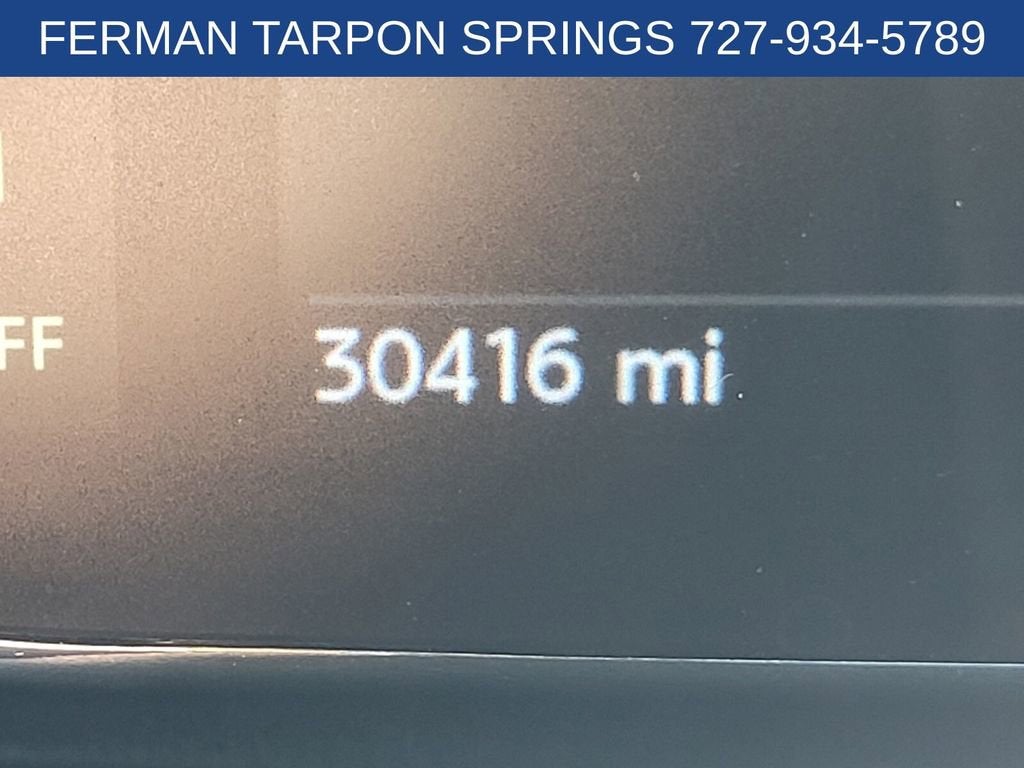 FERMAN TARPON SPRINGS 727-934-5789
FF
30416 mi